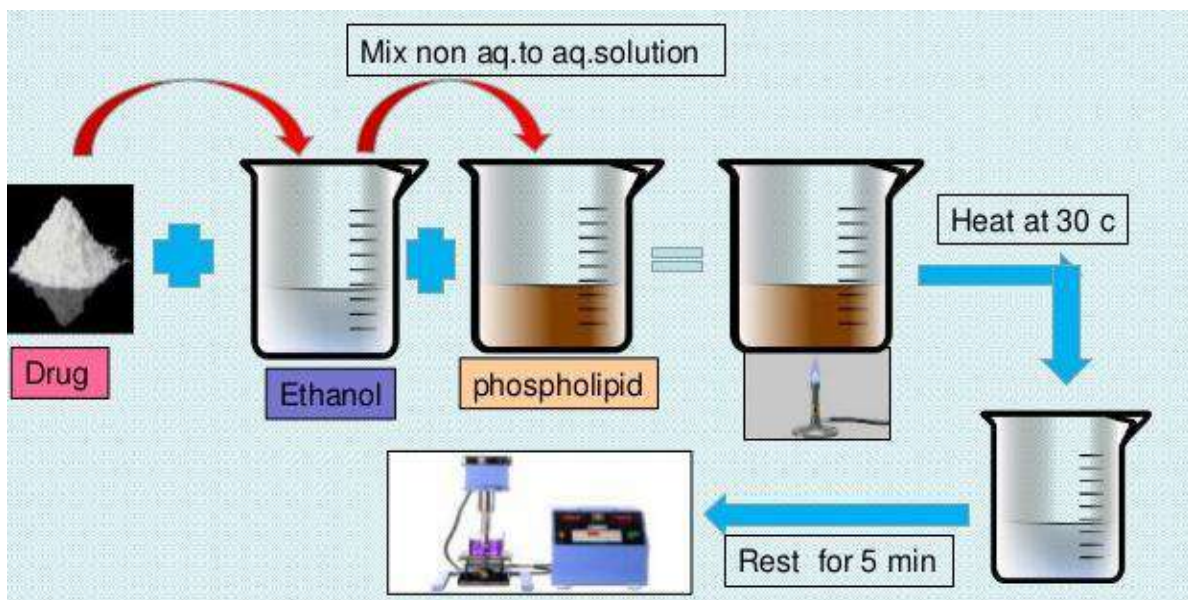 Mix non aq.to aq.solution
Heat at 30 c
Drug
Ethanol
phospholipid
Rest for 5 min